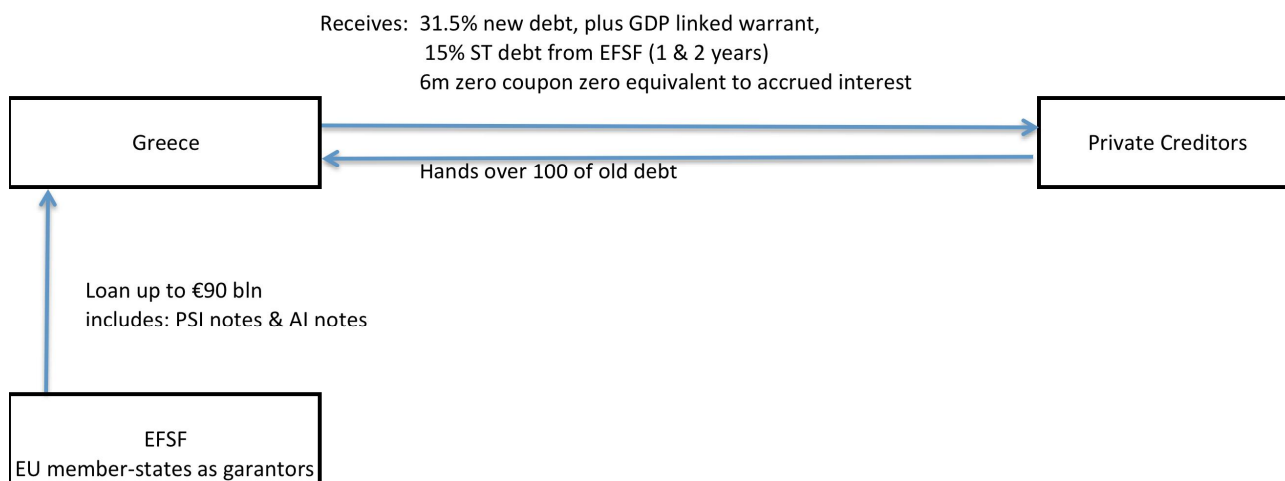 Receives: 31.5% new debt, plus GDP linked warrant,
15% ST debt from EFSF (1 & 2 years)
6m zero coupon zero equivalent to accrued interest
Greece
Private Creditors
Hands over 100 of old debt
Loan up to €90 bln
includes: PSI notes & AI notes
EFSF
EU member-states as garantors